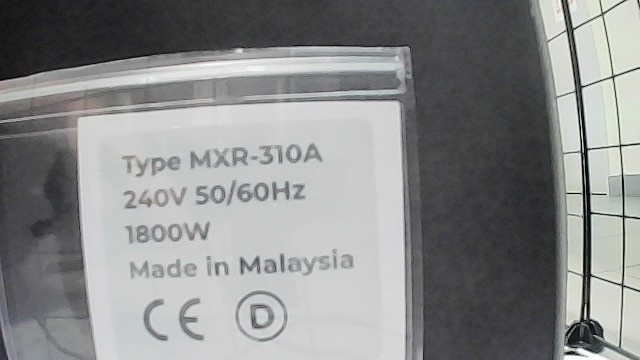 Type MXR-310A
240V 50/60Hz
1800W
Made in Malaysia
CE D